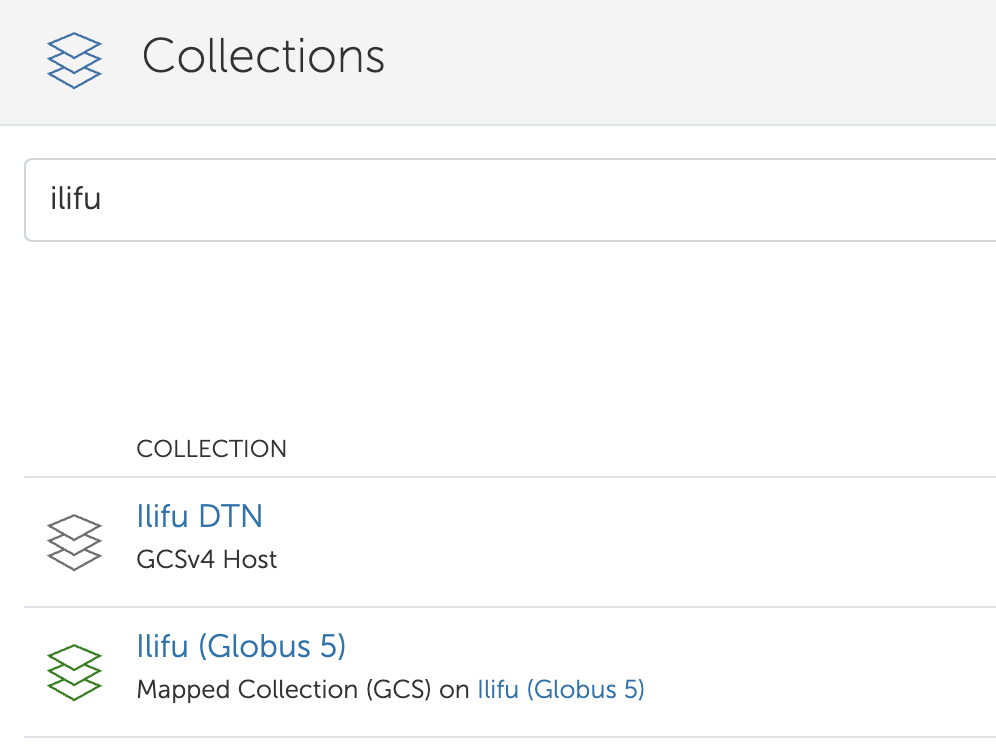 Collections
ilifu
COLLECTION
Ilifu DTN
GCSv4 Host
Ilifu (Globus 5)
Mapped Collection (GCS) on Ilifu (Globus 5)